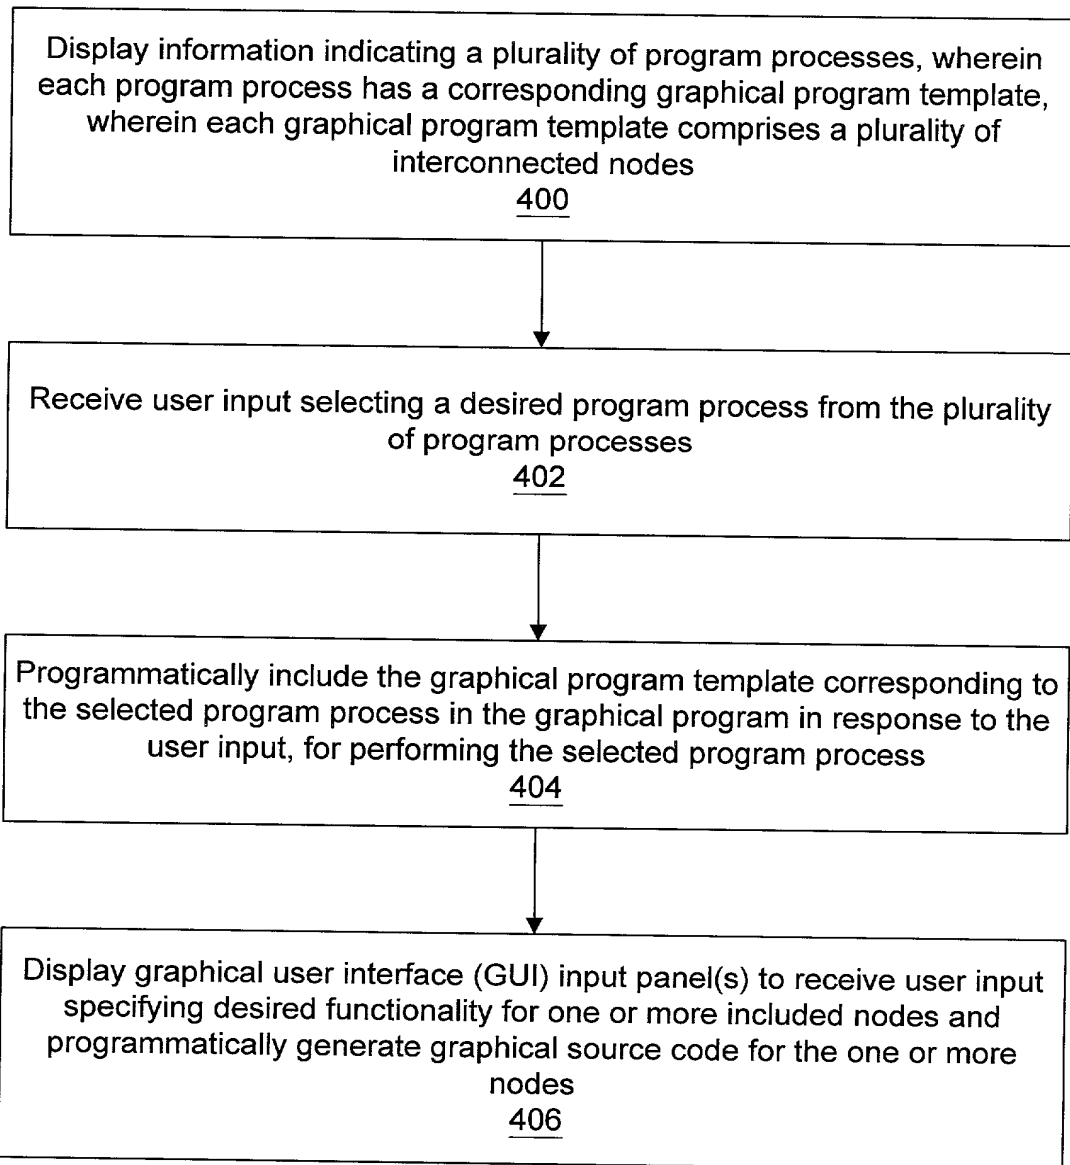 Display information indicating a plurality of program processes, wherein
each program process has a corresponding graphical program template,
wherein each graphical program template comprises a plurality of
interconnected nodes
400
Receive user input selecting a desired program process from the plurality
of program processes
402
Programmatically include the graphical program template corresponding to
the selected program process in the graphical program in response to the
user input, for performing the selected program process
404
Display graphical user interface (GUI) input panel(s) to receive user input
specifying desired functionality for one or more included nodes and
programmatically generate graphical source code for the one or more
nodes
406